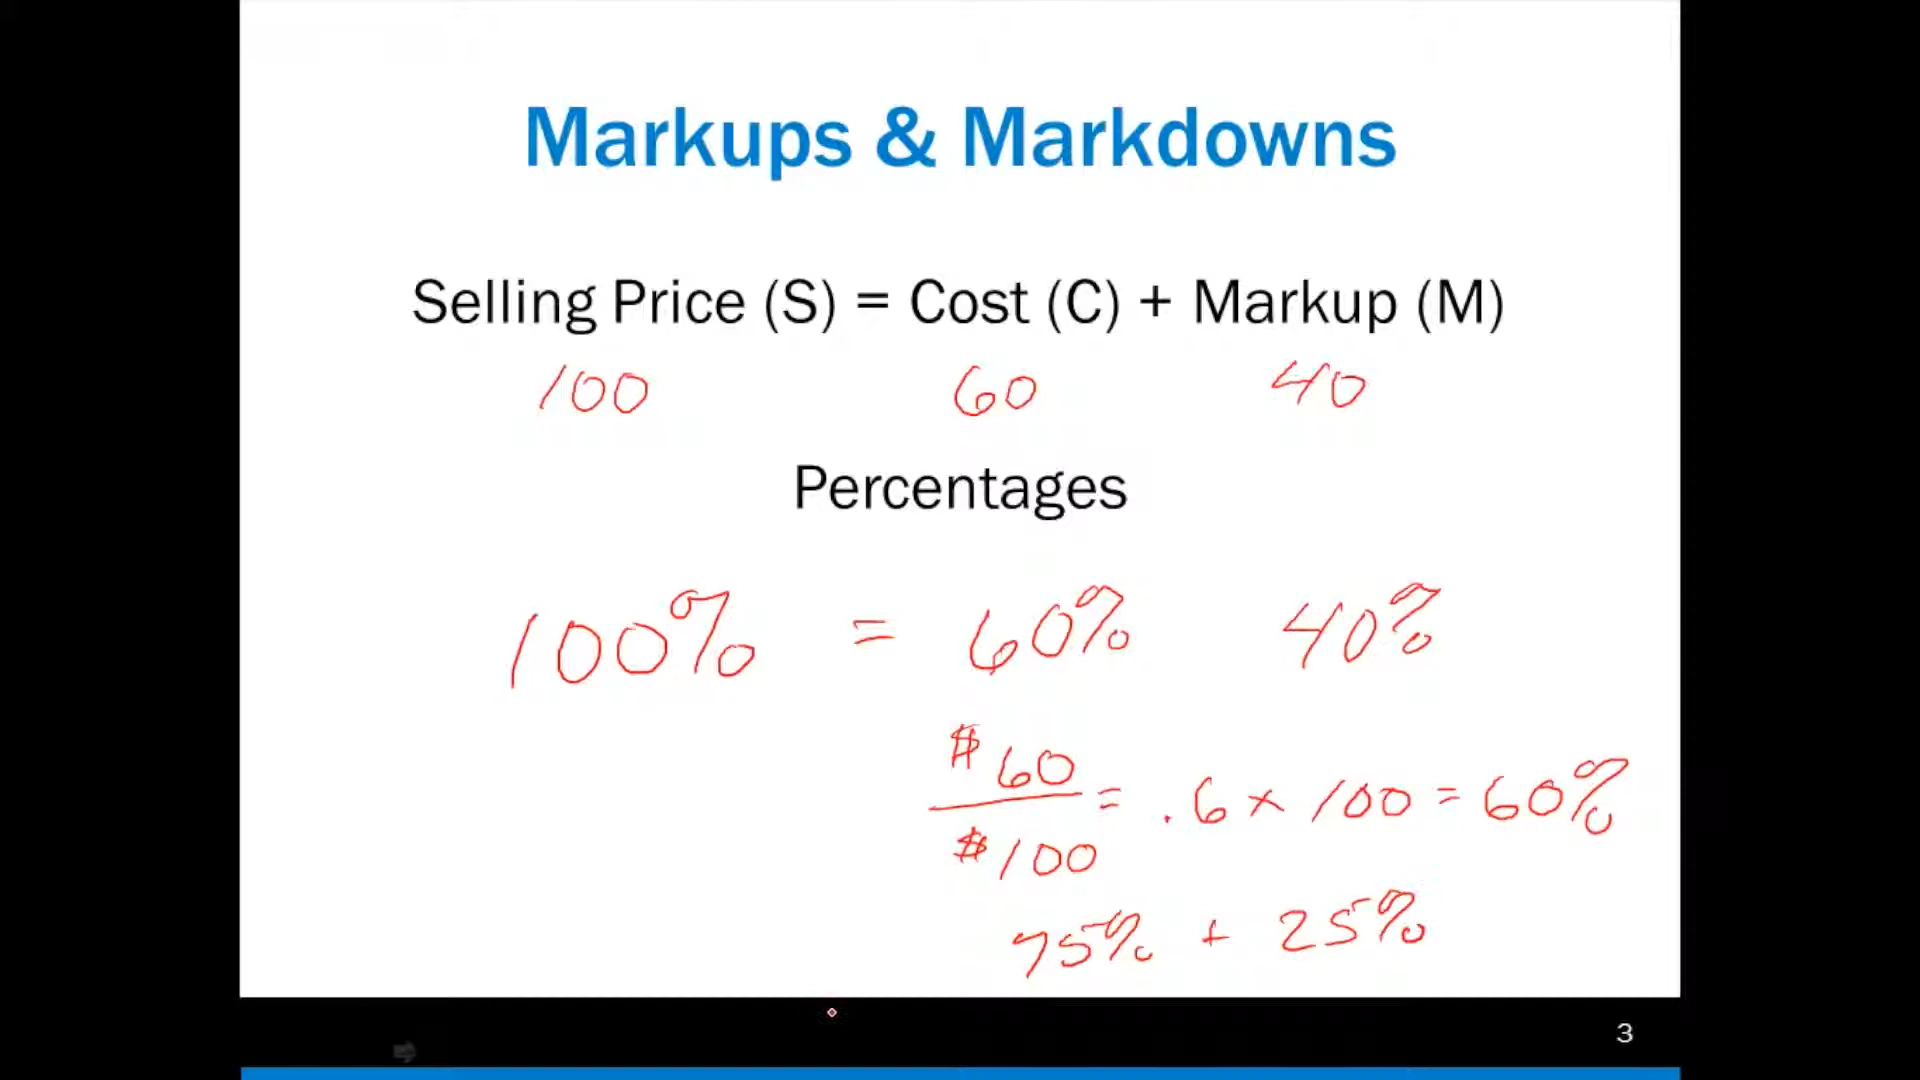 Markups & Markdowns
Selling Price (S) = Cost (C) + Markup (M)
100 60 40
Percentages
100% = 60% 40%
$60
$100 = .6 x 100 = 60%
75% + 25%
3